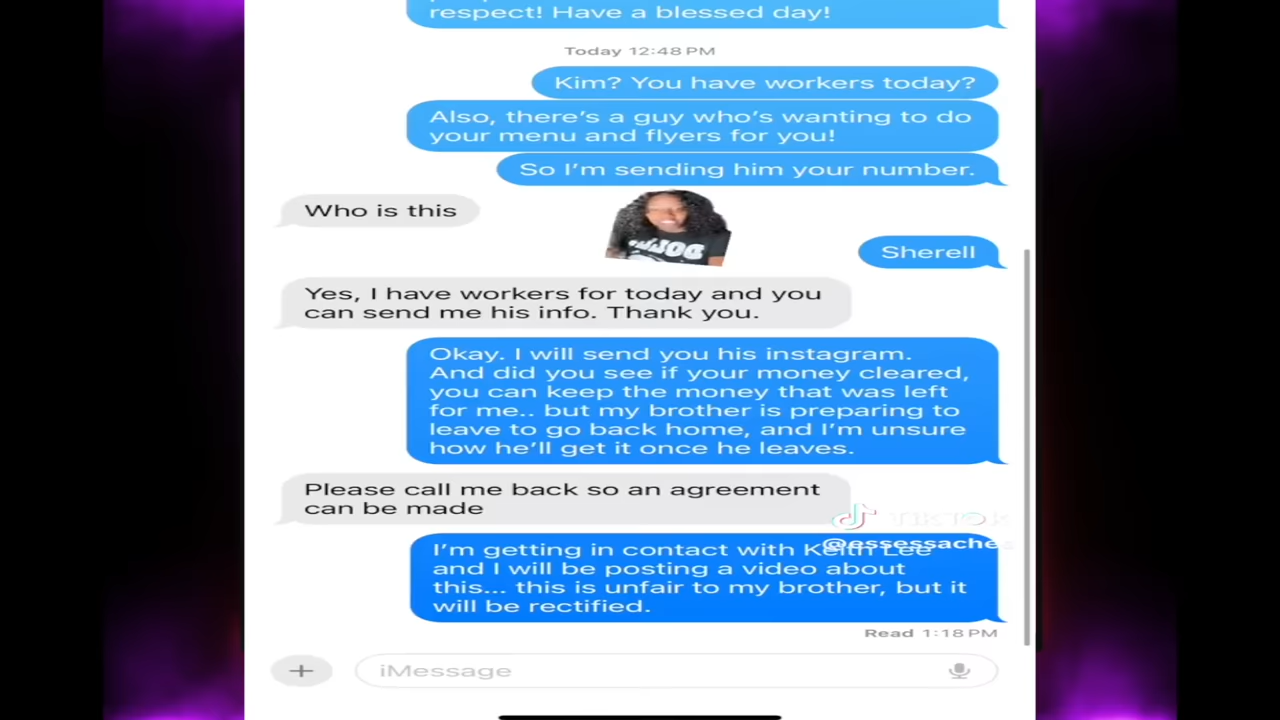 respect! Have a blessed day!
Today 12:48 PM
Kim? You have workers today?
Also, there's a guy who's wanting to do
your menu and flyers for you!
So I'm sending him your number.
Who is this
Sherell
Yes, I have workers for today and you
can send me his info. Thank you.
Okay. I will send you his instagram.
And did you see if your money cleared,
you can keep the money that was left
for me.. but my brother is preparing to
leave to go back home, and I'm unsure
how he'll get it once he leaves.
Please call me back so an agreement
can be made
TIKTOK
@essessache
I'm getting in contact with Keith Lee
and I will be posting a video about
this... this is unfair to my brother, but it
will be rectified.
Read 1:18 PM
iMessage